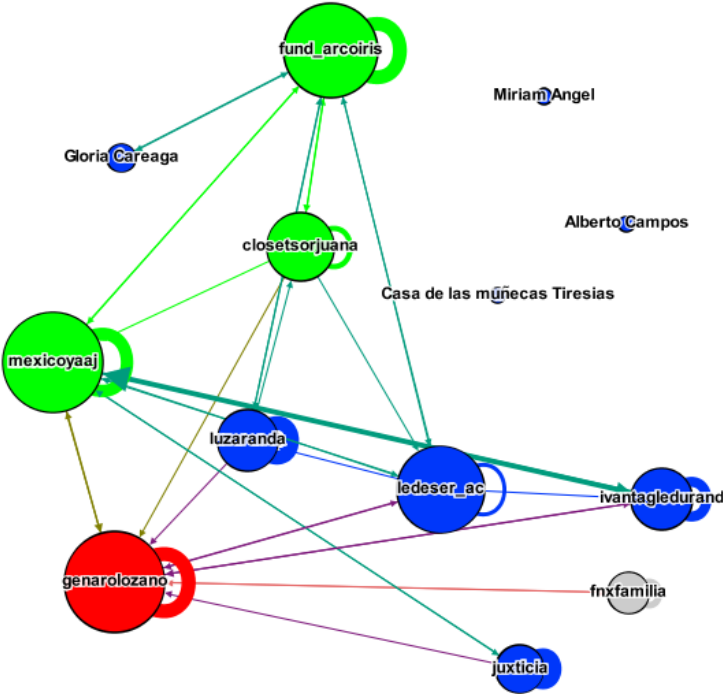 fund_arcoiris
Miriam Angel
Gloria Careaga
Alberto Campos
closetsorjuana
Casa de las muñecas Tiresias
mexicoyaaj
luzaranda
ledeser_ac
ivantagledurand
genarolozano
fnxfamilia
juxticia